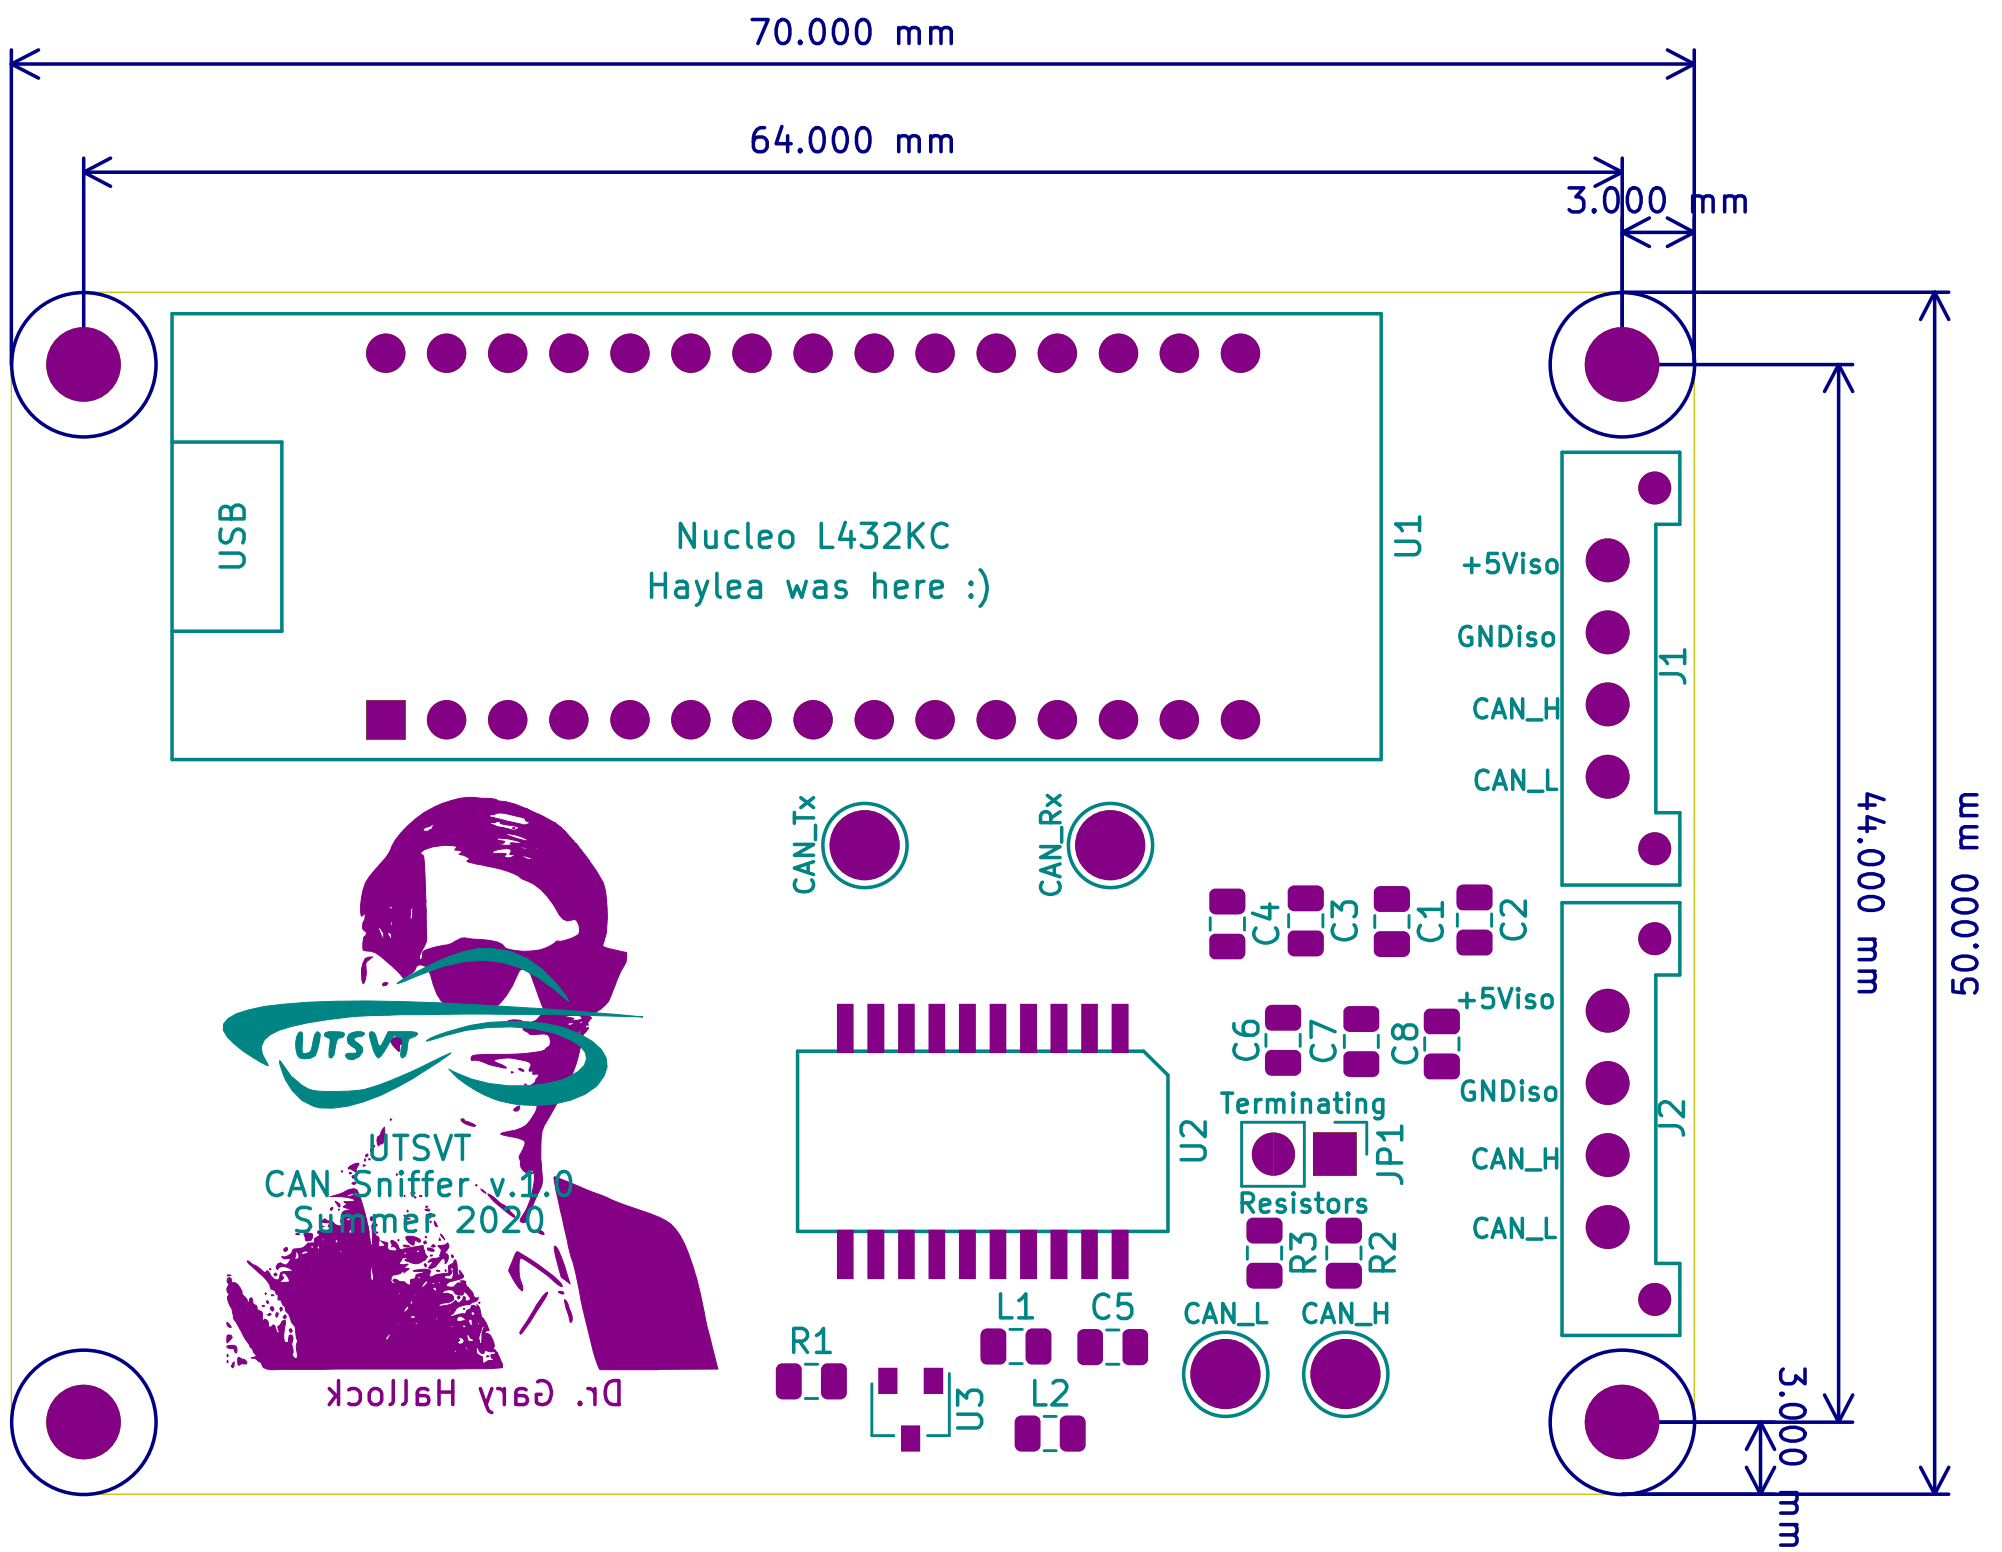 70.000 mm
64.000 mm
3.000 mm
USB
Nucleo L432KC
Haylea was here :)
U1
+5Viso
GNDiso
CAN_H
CAN_L
J1
44.000 mm
50.000 mm
CAN_Tx
CAN_Rx
C4
C3
C1
C2
C6
C7
C8
+5Viso
GNDiso
CAN_H
CAN_L
J2
UTSVT
UTSVT
CAN Sniffer v.1.0
Summer 2020
U2
Terminating
JP1
Resistors
R3
R2
L1
C5
CAN_L
CAN_H
R1
U3
L2
Dr. Gary Hallock
3.000 mm